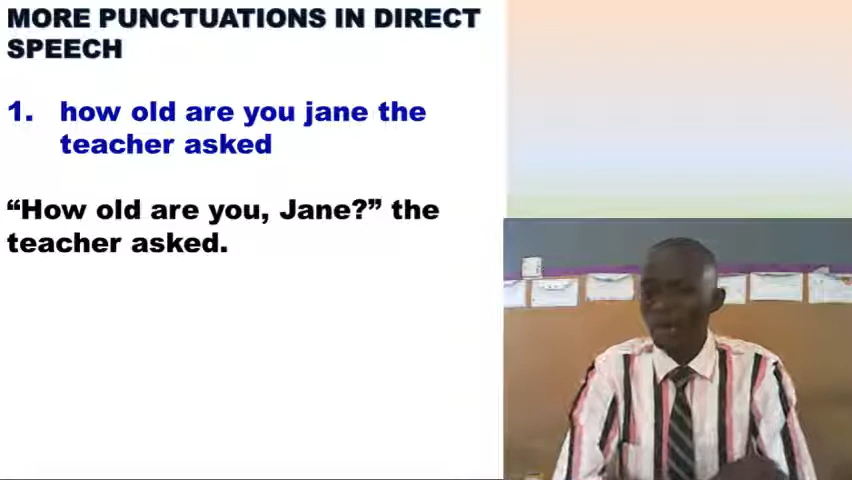 MORE PUNCTUATIONS IN DIRECT
SPEECH
1. how old are you jane the
teacher asked
“How old are you, Jane?” the
teacher asked.